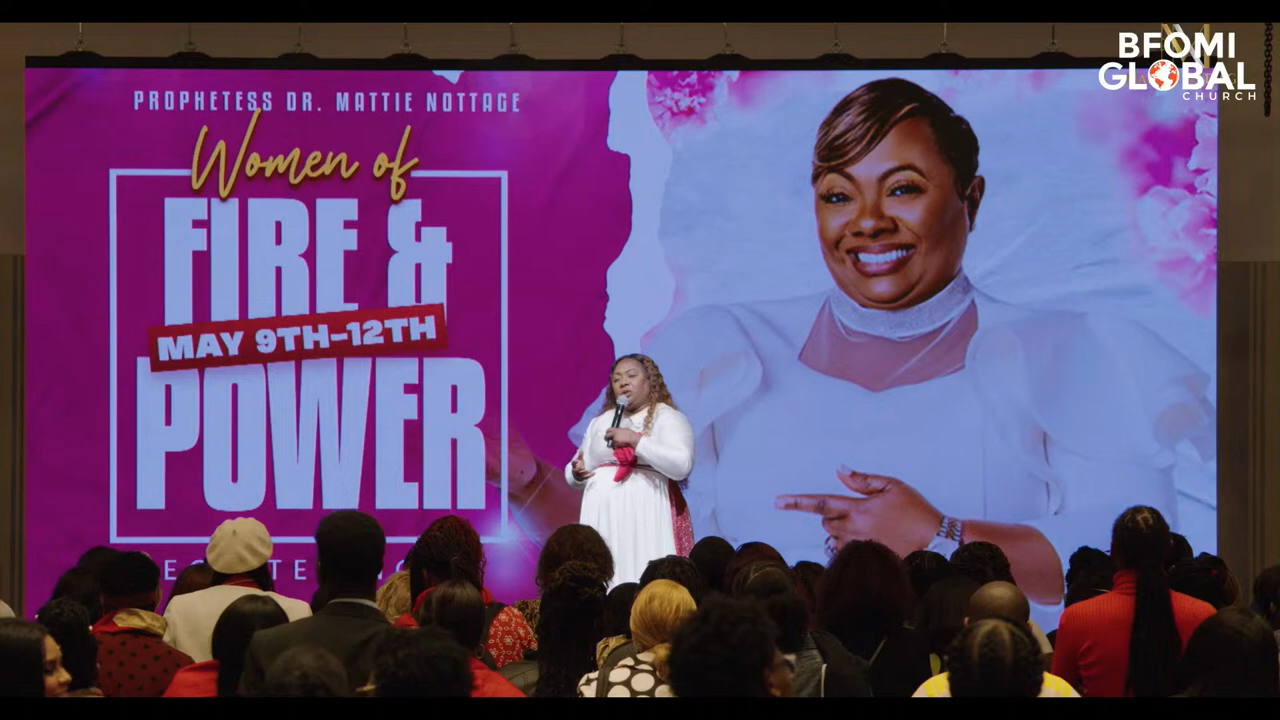 BFOMI
GLOBAL
CHURCH
PROPHETESS DR. MATTIE NOTTAGE
Women of
FIRE &
MAY 9TH-12TH
POWER